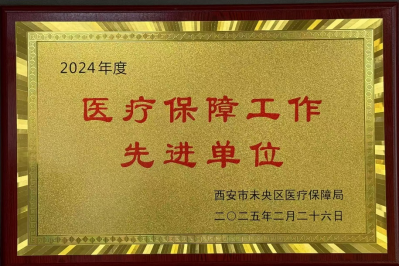 2024年度
医疗保障工作
先进单位
西安市未央区医疗保障局
二〇二五年二月二十六日